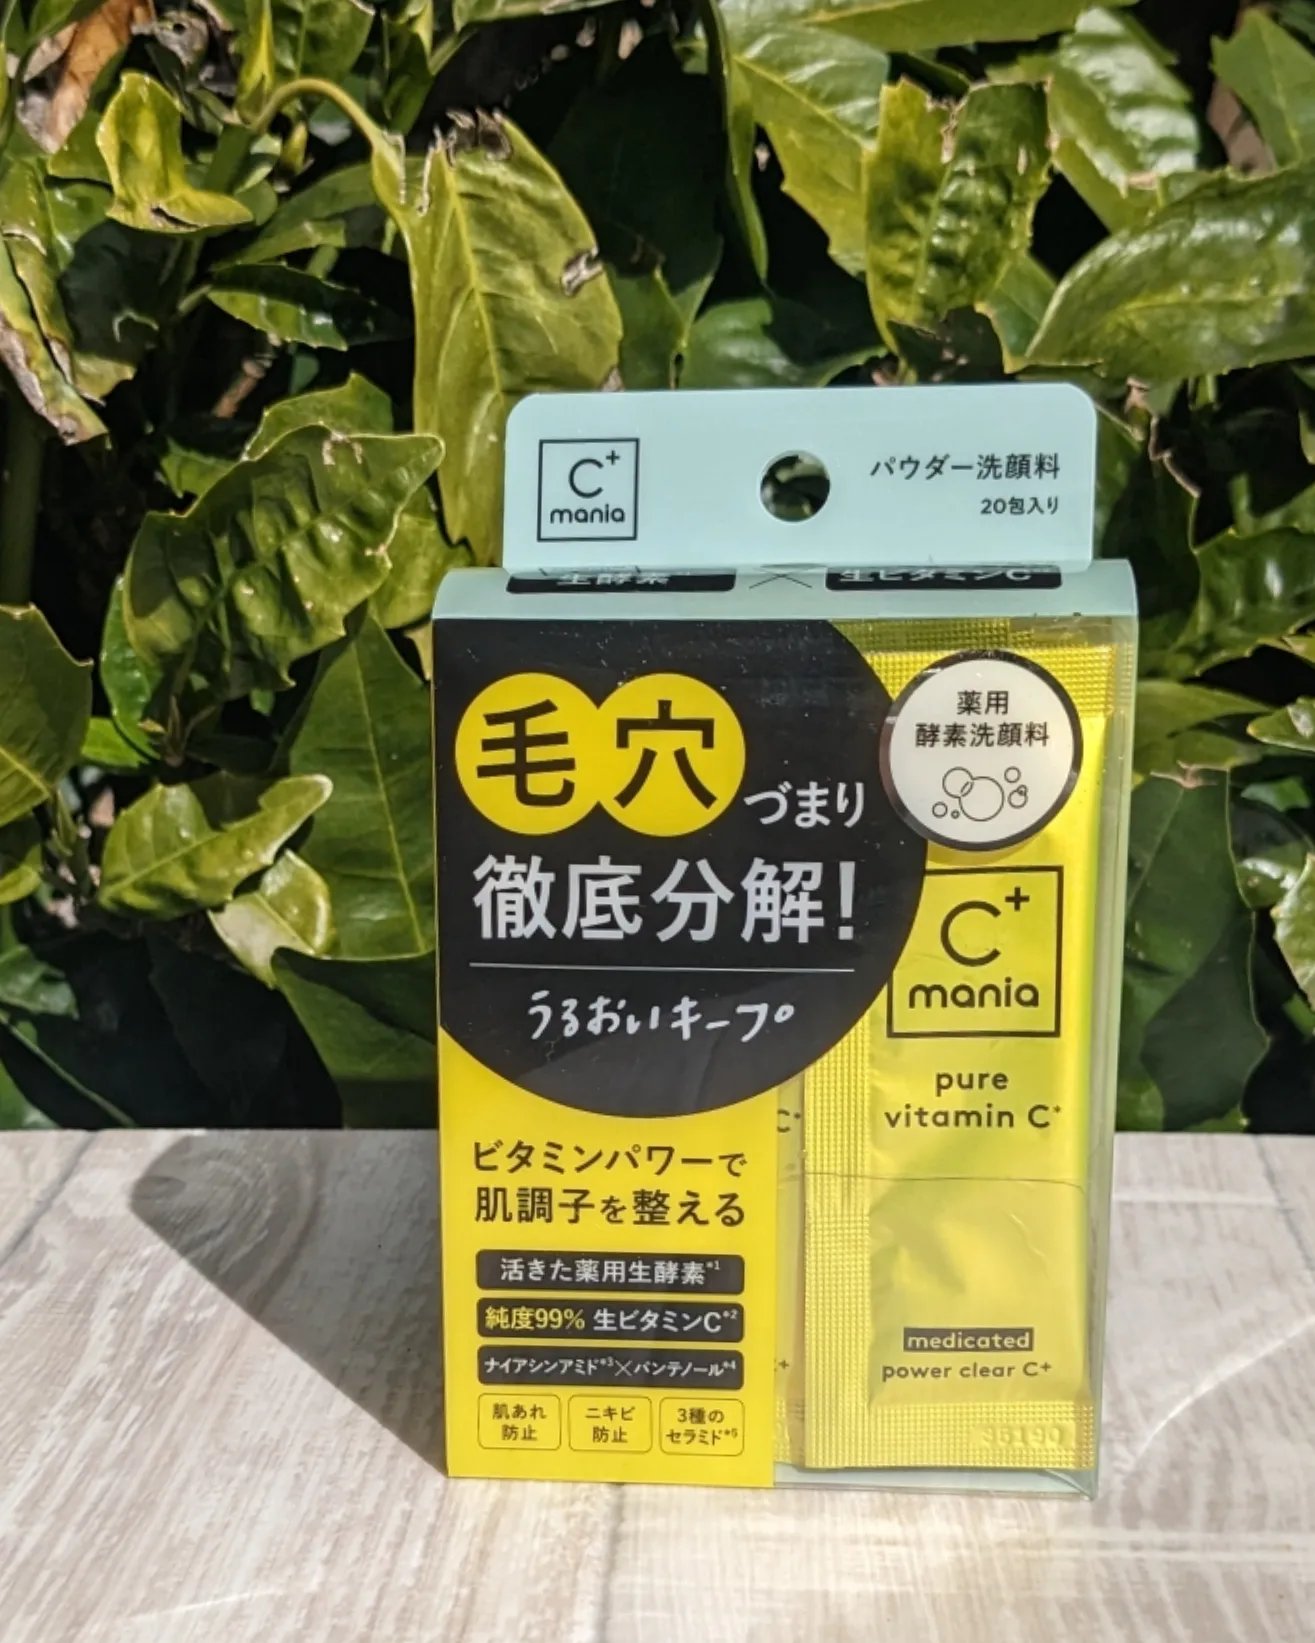 C+
mania
パウダー洗顔料
20包入り
生酵素 × 生ビタミンC
毛穴づまり
徹底分解!
うるおいキープ
薬用
酵素洗顔料
C+
mania
pure
vitamin C*
ビタミンパワーで
肌調子を整える
活きた薬用生酵素*1
純度99% 生ビタミンC*2
ナイアシンアミド*3×パンテノール*4
肌あれ
防止
ニキビ
防止
3種の
セラミド*5
medicated
power clear C+